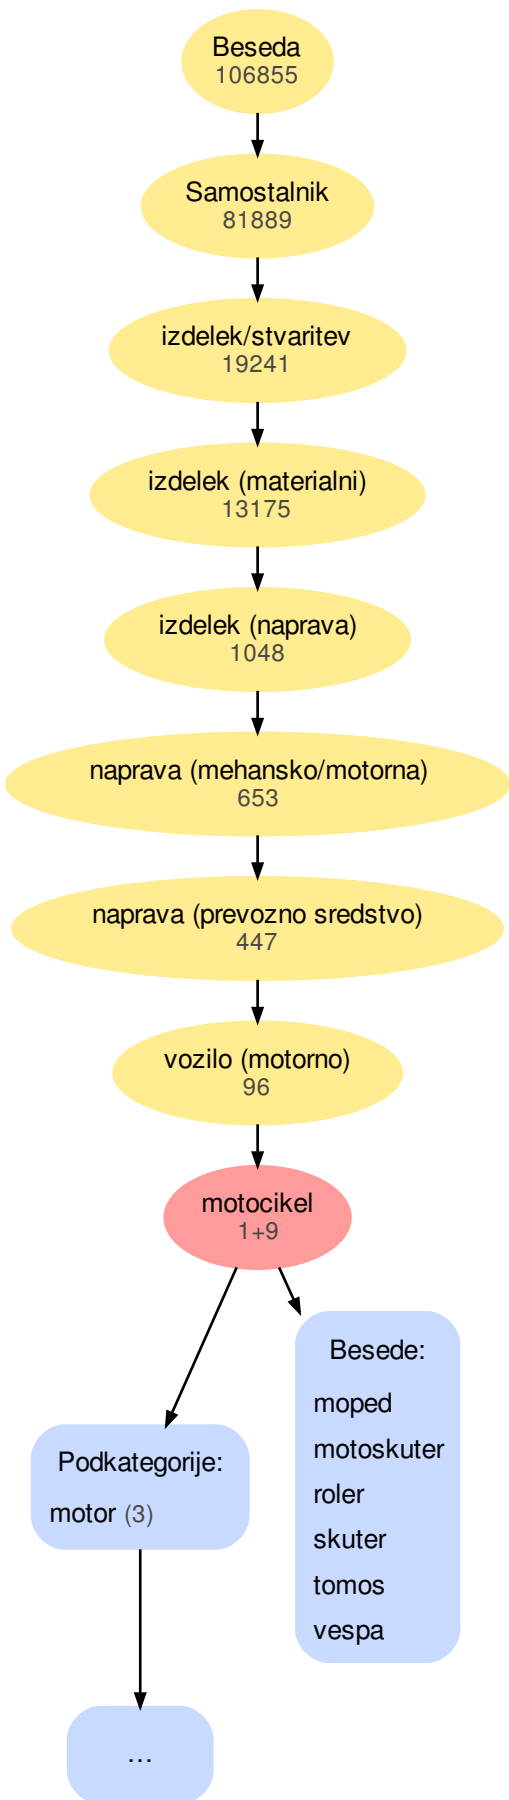 Beseda
106855
Samostalnik
81889
izdelek/stvaritev
19241
izdelek (materialni)
13175
izdelek (naprava)
1048
naprava (mehansko/motorna)
653
naprava (prevozno sredstvo)
447
vozilo (motorno)
96
motocikel
1+9
Podkategorije:
motor (3)
...
Besede:
moped
motoskuter
roler
skuter
tomos
vespa